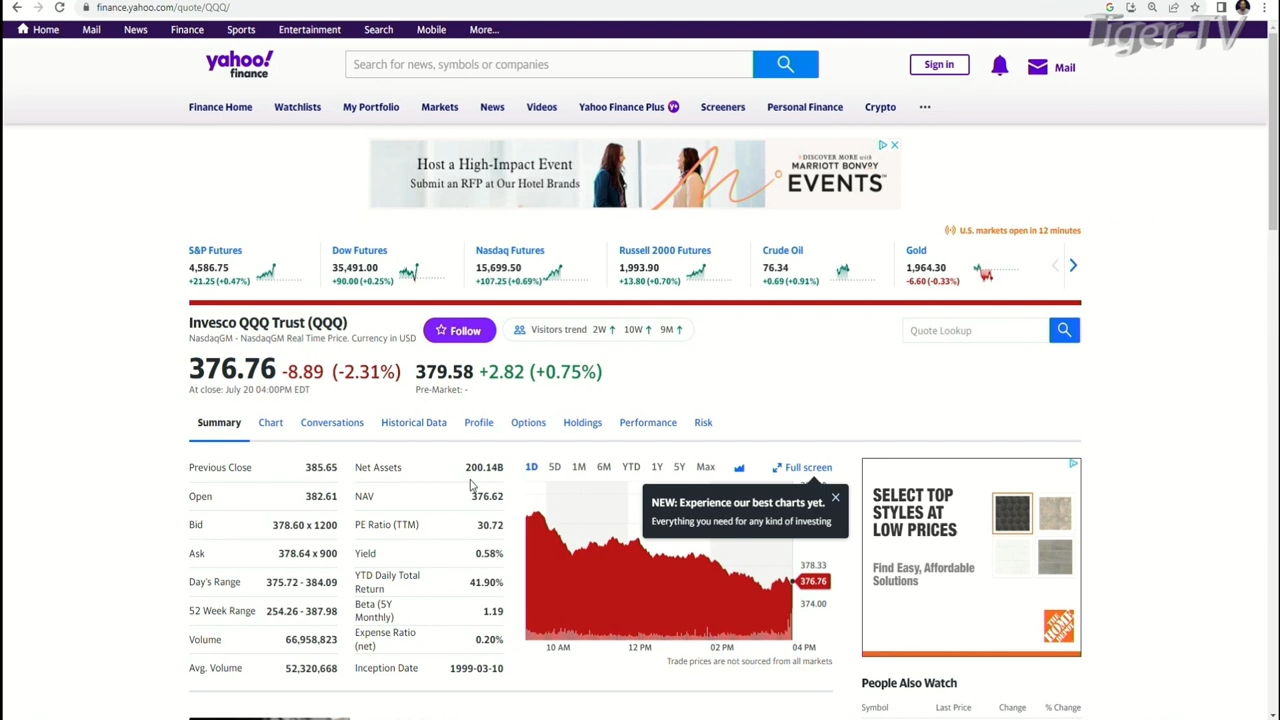 finance.yahoo.com/quote/QQQ/
Tiger-TV
Home Mail News Finance Sports Entertainment Search Mobile More...
yahoo!
finance
Search for news, symbols or companies
Sign in
Mail
Finance Home Watchlists My Portfolio Markets News Videos Yahoo Finance Plus Y+ Screeners Personal Finance Crypto ...
Host a High-Impact Event
Submit an RFP at Our Hotel Brands
DISCOVER MORE with
MARRIOTT BONVOY
EVENTS™
U.S. markets open in 12 minutes
S&P Futures Dow Futures Nasdaq Futures Russell 2000 Futures Crude Oil Gold
4,586.75 35,491.00 15,699.50 1,993.90 76.34 1,964.30
+21.25 (+0.47%) +90.00 (+0.25%) +107.25 (+0.69%) +13.80 (+0.70%) +0.69 (+0.91%) -6.60 (-0.33%)
Invesco QQQ Trust (QQQ)
NasdaqGM - NasdaqGM Real Time Price. Currency in USD
Follow
Visitors trend 2W↑ 10W↑ 9M↑
Quote Lookup
376.76 -8.89 (-2.31%) 379.58 +2.82 (+0.75%)
At close: July 20 04:00PM EDT Pre-Market: -
Summary Chart Conversations Historical Data Profile Options Holdings Performance Risk
Previous Close 385.65
Open 382.61
Bid 378.60 x 1200
Ask 378.64 x 900
Day's Range 375.72 - 384.09
52 Week Range 254.26 - 387.98
Volume 66,958,823
Avg. Volume 52,320,668
Net Assets 200.14B
NAV 376.62
PE Ratio (TTM) 30.72
Yield 0.58%
YTD Daily Total
Return 41.90%
Beta (5Y
Monthly) 1.19
Expense Ratio
(net) 0.20%
Inception Date 1999-03-10
1D 5D 1M 6M YTD 1Y 5Y Max Full screen
NEW: Experience our best charts yet.
Everything you need for any kind of investing
378.33
376.76
374.00
10 AM 12 PM 02 PM 04 PM
Trade prices are not sourced from all markets
SELECT TOP
STYLES AT
LOW PRICES
Find Easy, Affordable
Solutions
THE HOME DEPOT
People Also Watch
Symbol Last Price Change % Change